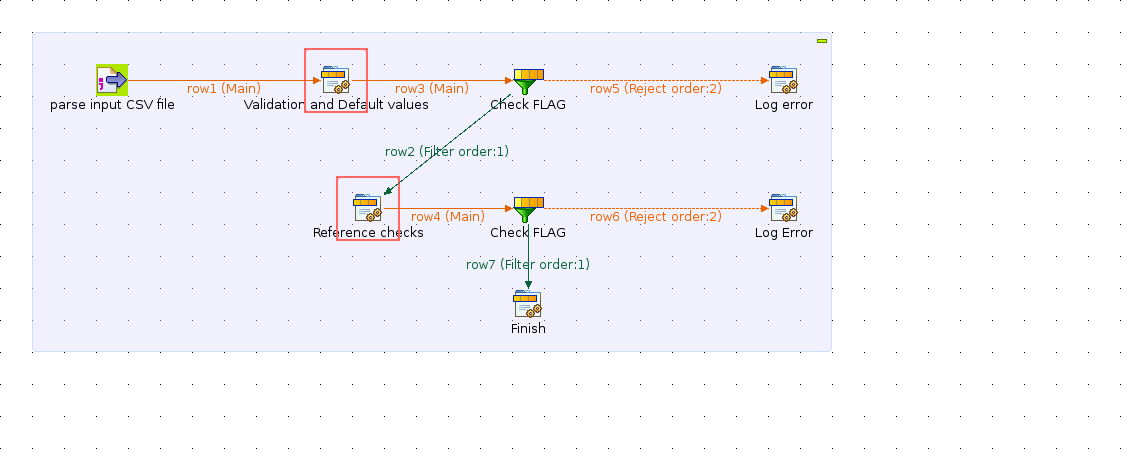 row1 (Main)
row3 (Main)
row5 (Reject order:2)
parse input CSV file
Validation and Default values
Check FLAG
Log error
row2 (Filter order:1)
row4 (Main)
row6 (Reject order:2)
Reference checks
Check FLAG
Log Error
row7 (Filter order:1)
Finish